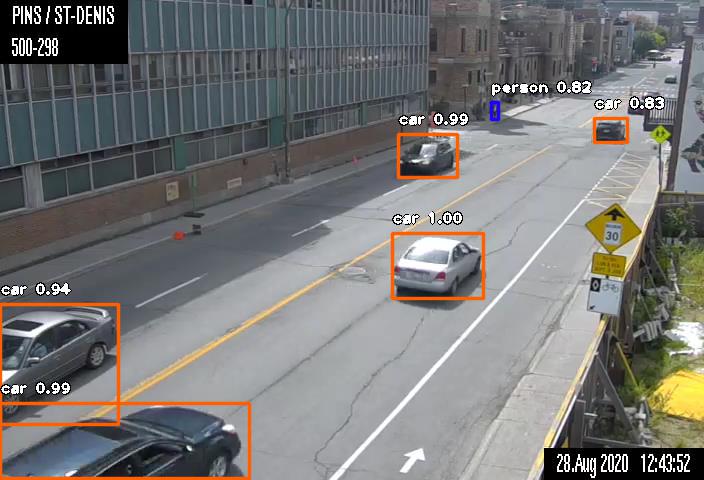 PINS / ST-DENIS
500-298
person 0.82
car 0.83
car 0.99
car 1.00
30
car 0.94
car 0.99
28.Aug 2020 12:43:52